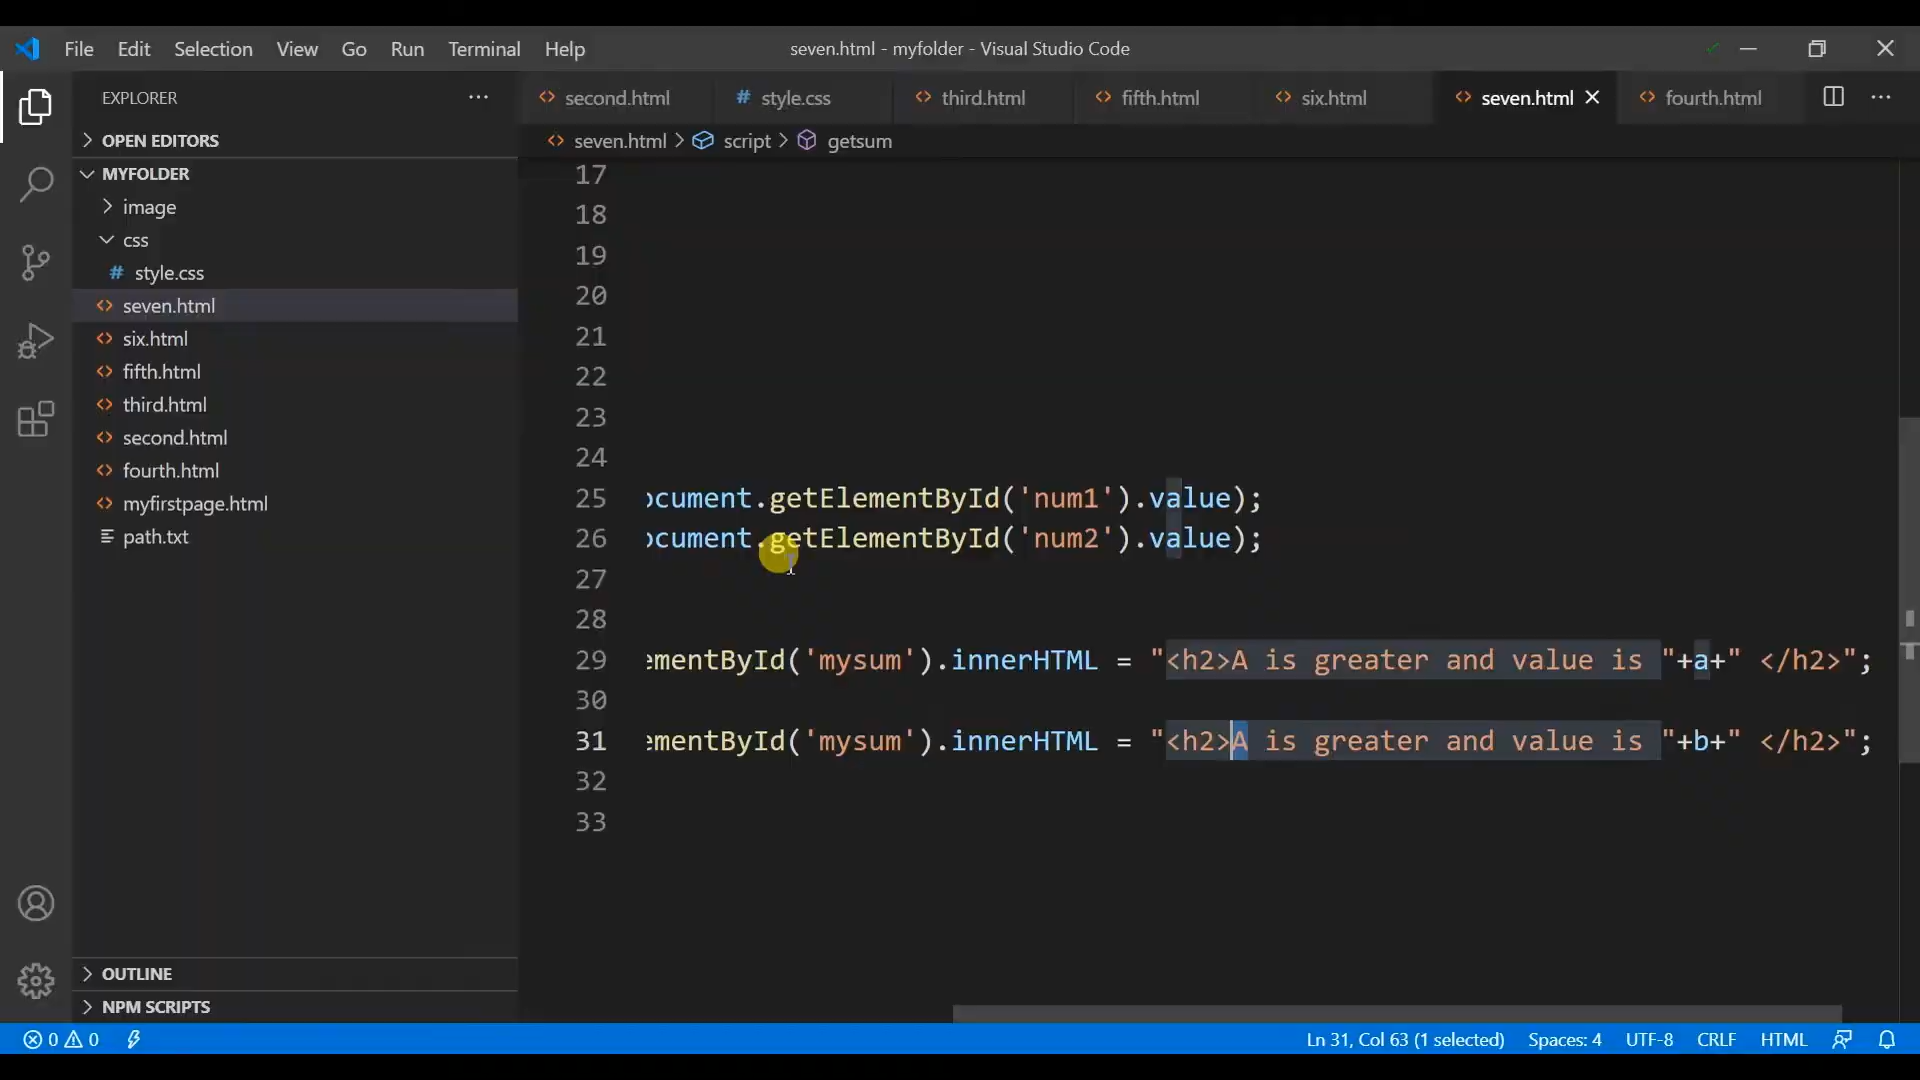 File Edit Selection View Go Run Terminal Help
seven.html - myfolder - Visual Studio Code
EXPLORER
OPEN EDITORS
MYFOLDER
image
css
# style.css
<> seven.html
<> six.html
<> fifth.html
<> third.html
<> second.html
<> fourth.html
<> myfirstpage.html
path.txt
OUTLINE
NPM SCRIPTS
<> second.html # style.css <> third.html <> fifth.html <> six.html <> seven.html <> fourth.html
<> seven.html > script > getsum
17
18
19
20
21
22
23
24
25 ocument.getElementById('num1').value);
26 ocument.getElementById('num2').value);
27
28
29 ementById('mysum').innerHTML = "<h2>A is greater and value is "+a+" </h2>";
30
31 ementById('mysum').innerHTML = "<h2>A is greater and value is "+b+" </h2>";
32
33
0 0 Ln 31, Col 63 (1 selected) Spaces: 4 UTF-8 CRLF HTML